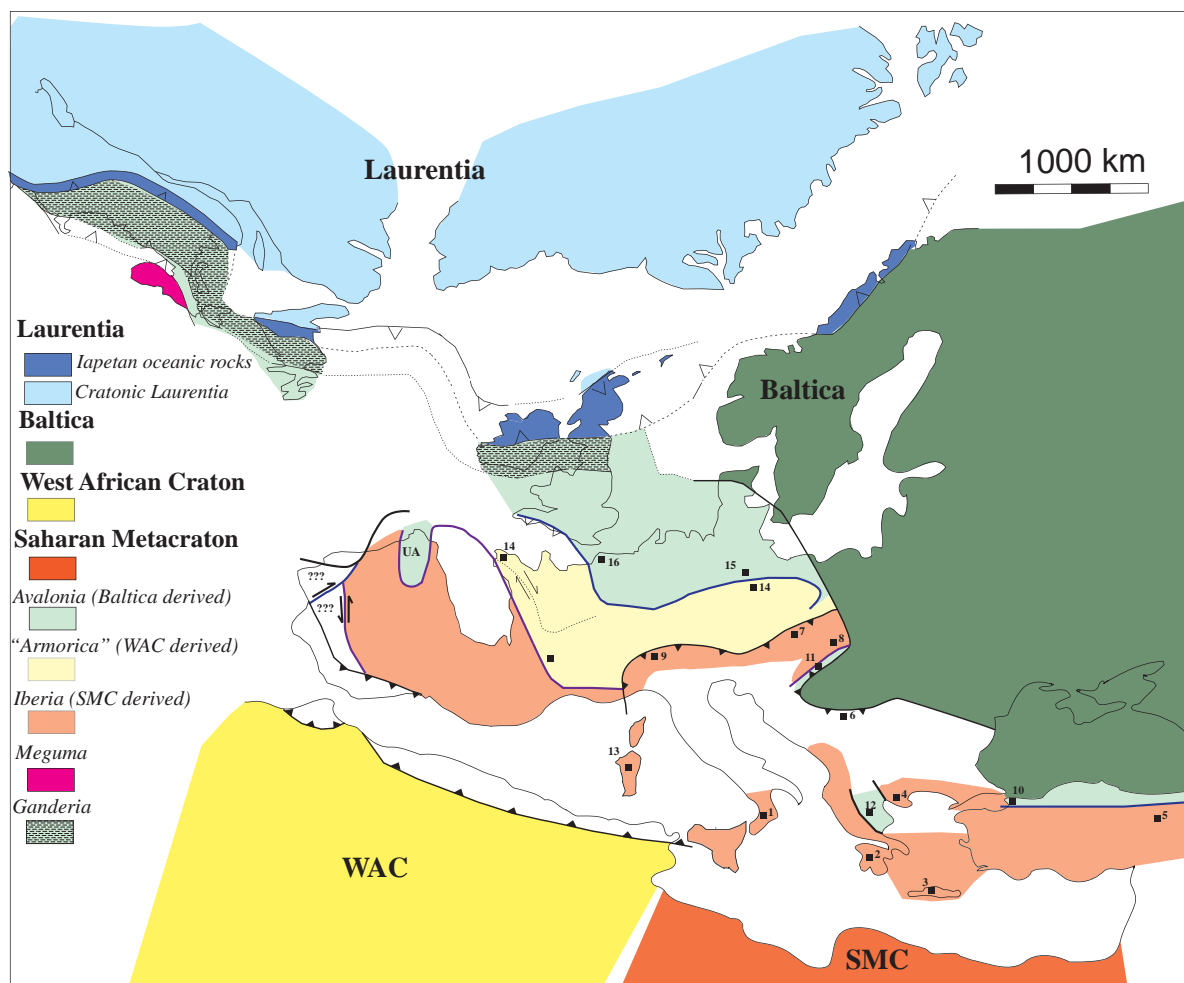 Laurentia
1000 km
Laurentia
Iapetan oceanic rocks
Cratonic Laurentia
Baltica
West African Craton
Saharan Metacraton
Avalonia (Baltica derived)
“Armorica” (WAC derived)
Iberia (SMC derived)
Meguma
Ganderia
Baltica
UA
14
16
15
14
???
???
7
8
9
11
6
13
1
4
10
12
5
2
3
WAC
SMC